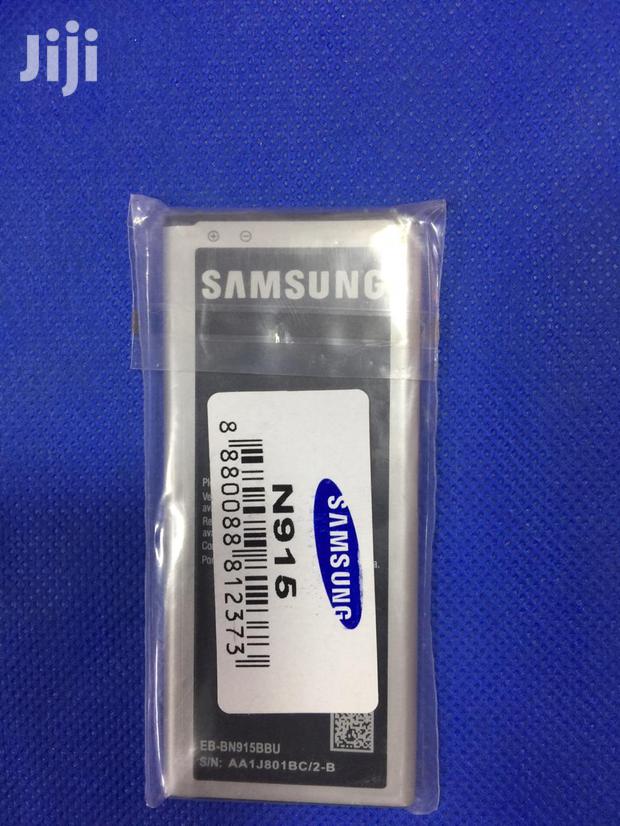 Jiji
SAMSUNG
SAMSUNG
N915
8 880088 812373
EB-BN915BBU
S/N: AA1J801BC/2-B